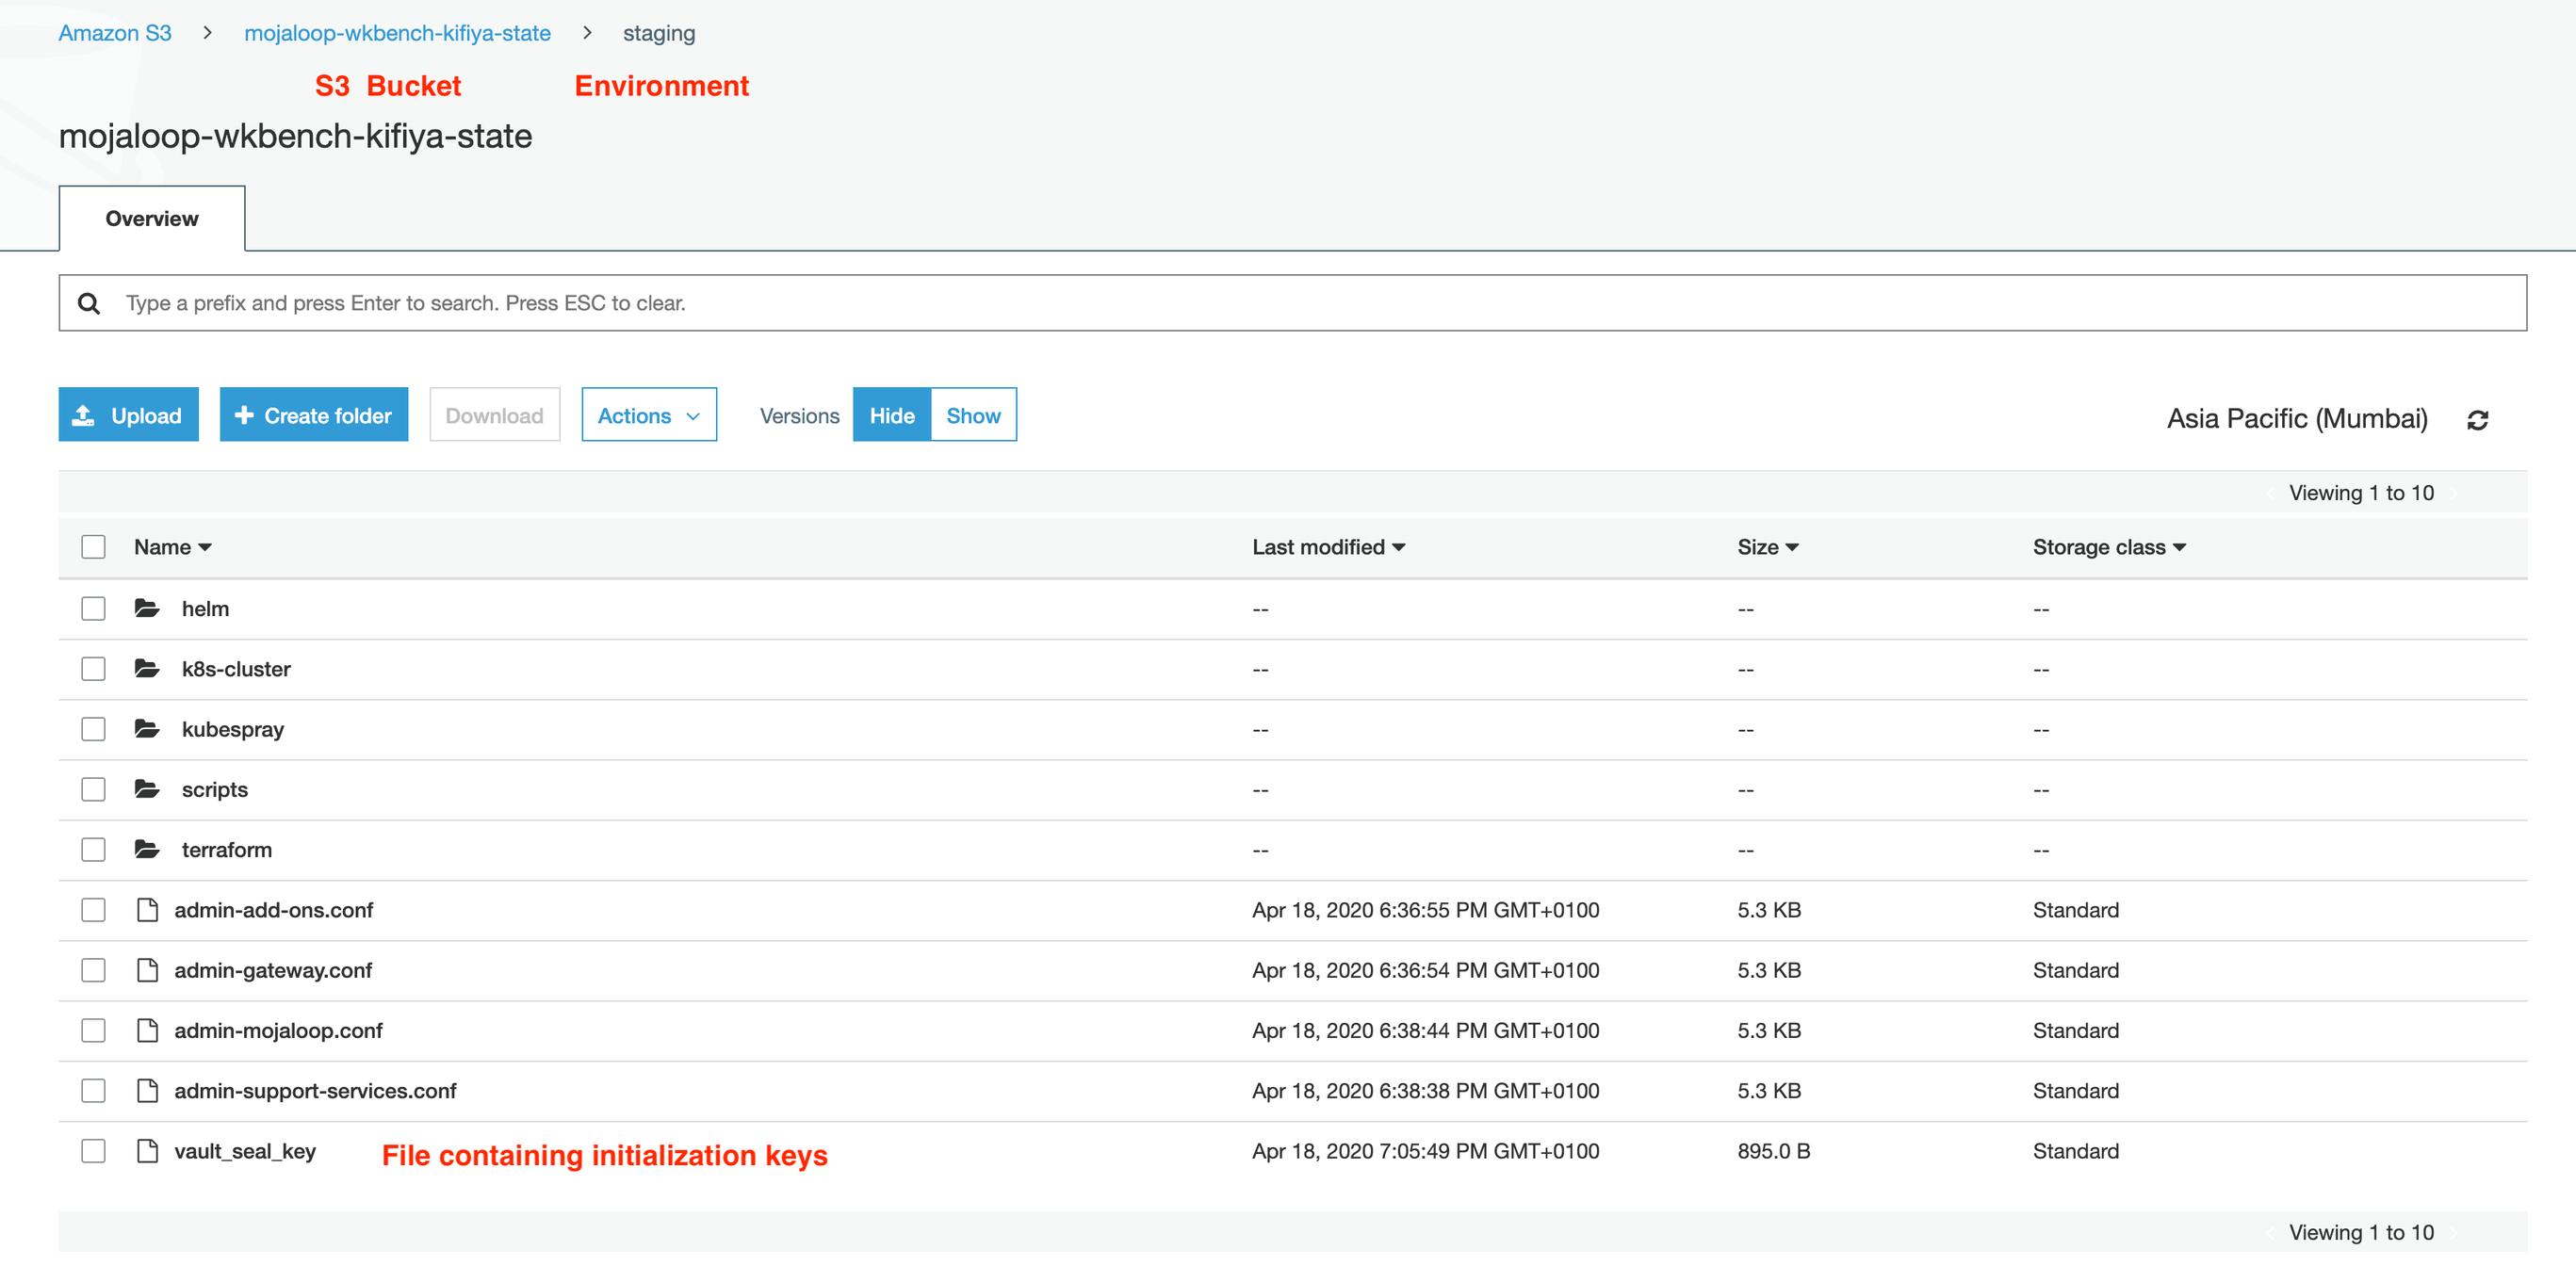 Amazon S3 > mojaloop-wkbench-kifiya-state > staging
S3 Bucket Environment
mojaloop-wkbench-kifiya-state
Overview
Type a prefix and press Enter to search. Press ESC to clear.
Upload + Create folder Download Actions Versions Hide Show Asia Pacific (Mumbai)
Viewing 1 to 10
Name Last modified Size Storage class
helm -- -- --
k8s-cluster -- -- --
kubespray -- -- --
scripts -- -- --
terraform -- -- --
admin-add-ons.conf Apr 18, 2020 6:36:55 PM GMT+0100 5.3 KB Standard
admin-gateway.conf Apr 18, 2020 6:36:54 PM GMT+0100 5.3 KB Standard
admin-mojaloop.conf Apr 18, 2020 6:38:44 PM GMT+0100 5.3 KB Standard
admin-support-services.conf Apr 18, 2020 6:38:38 PM GMT+0100 5.3 KB Standard
vault_seal_key File containing initialization keys Apr 18, 2020 7:05:49 PM GMT+0100 895.0 B Standard
Viewing 1 to 10